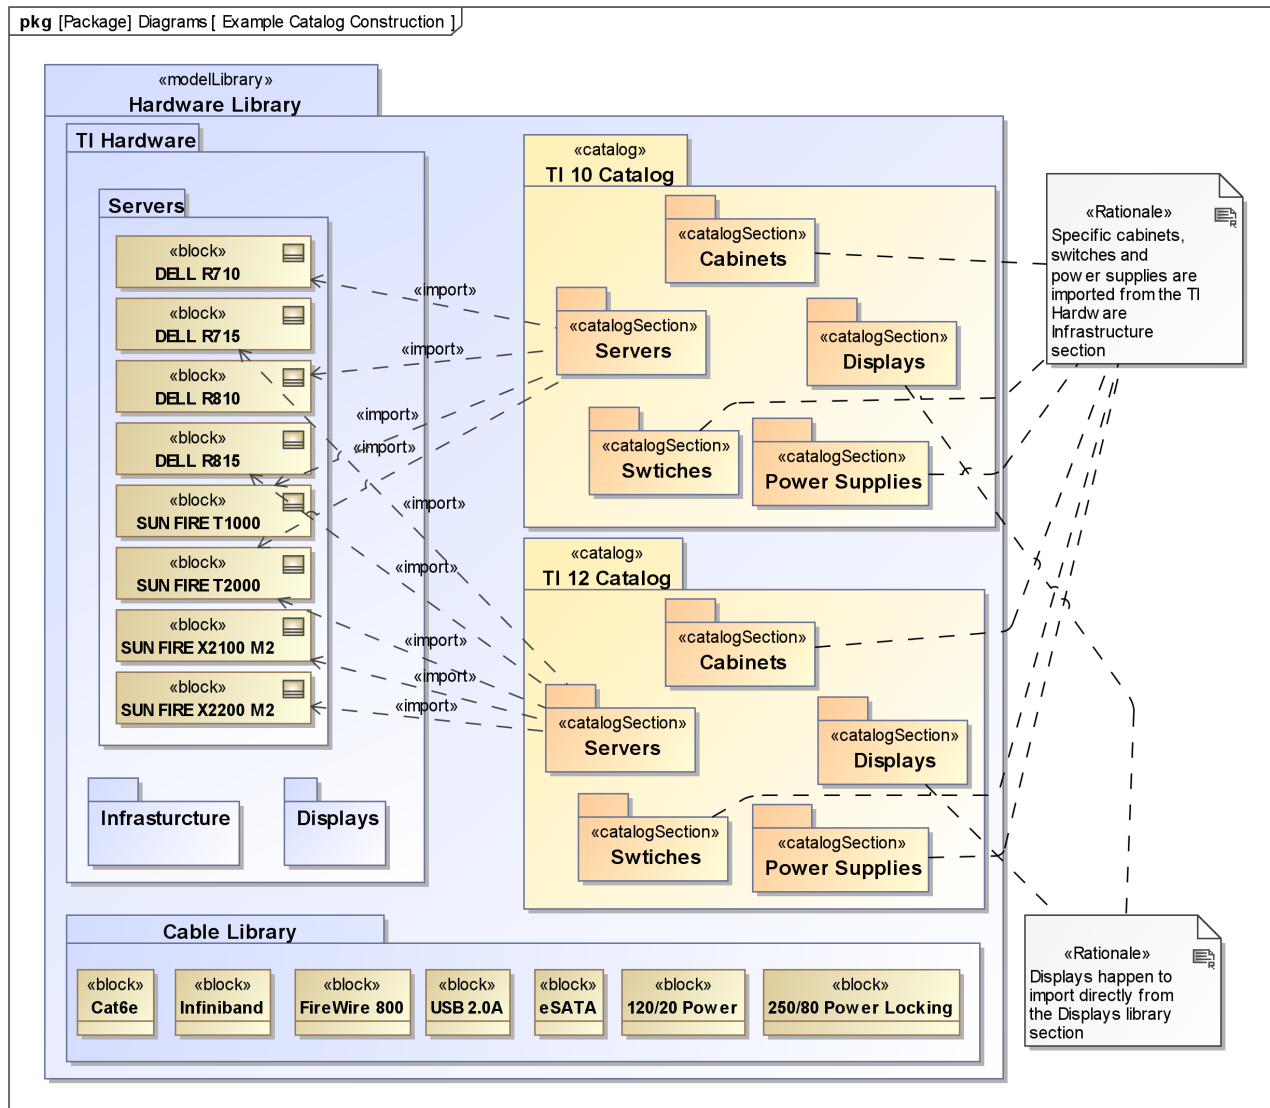 pkg [Package] Diagrams [ Example Catalog Construction ]
«modelLibrary»
Hardware Library
TI Hardware
Servers
«block»
DELL R710
«block»
DELL R715
«block»
DELL R810
«block»
DELL R815
«block»
SUN FIRE T1000
«block»
SUN FIRE T2000
«block»
SUN FIRE X2100 M2
«block»
SUN FIRE X2200 M2
Infrasturcture
Displays
«import»
«import»
«import»
«import»
«import»
«import»
«import»
«import»
«import»
«catalog»
TI 10 Catalog
«catalogSection»
Cabinets
«catalogSection»
Servers
«catalogSection»
Displays
«catalogSection»
Swtiches
«catalogSection»
Power Supplies
«catalog»
TI 12 Catalog
«catalogSection»
Cabinets
«catalogSection»
Servers
«catalogSection»
Displays
«catalogSection»
Swtiches
«catalogSection»
Power Supplies
«Rationale»
Specific cabinets,
switches and
power supplies are
imported from the TI
Hardware
Infrastructure
section
«Rationale»
Displays happen to
import directly from
the Displays library
section
Cable Library
«block»
Cat6e
«block»
Infiniband
«block»
FireWire 800
«block»
USB 2.0A
«block»
eSATA
«block»
120/20 Power
«block»
250/80 Power Locking